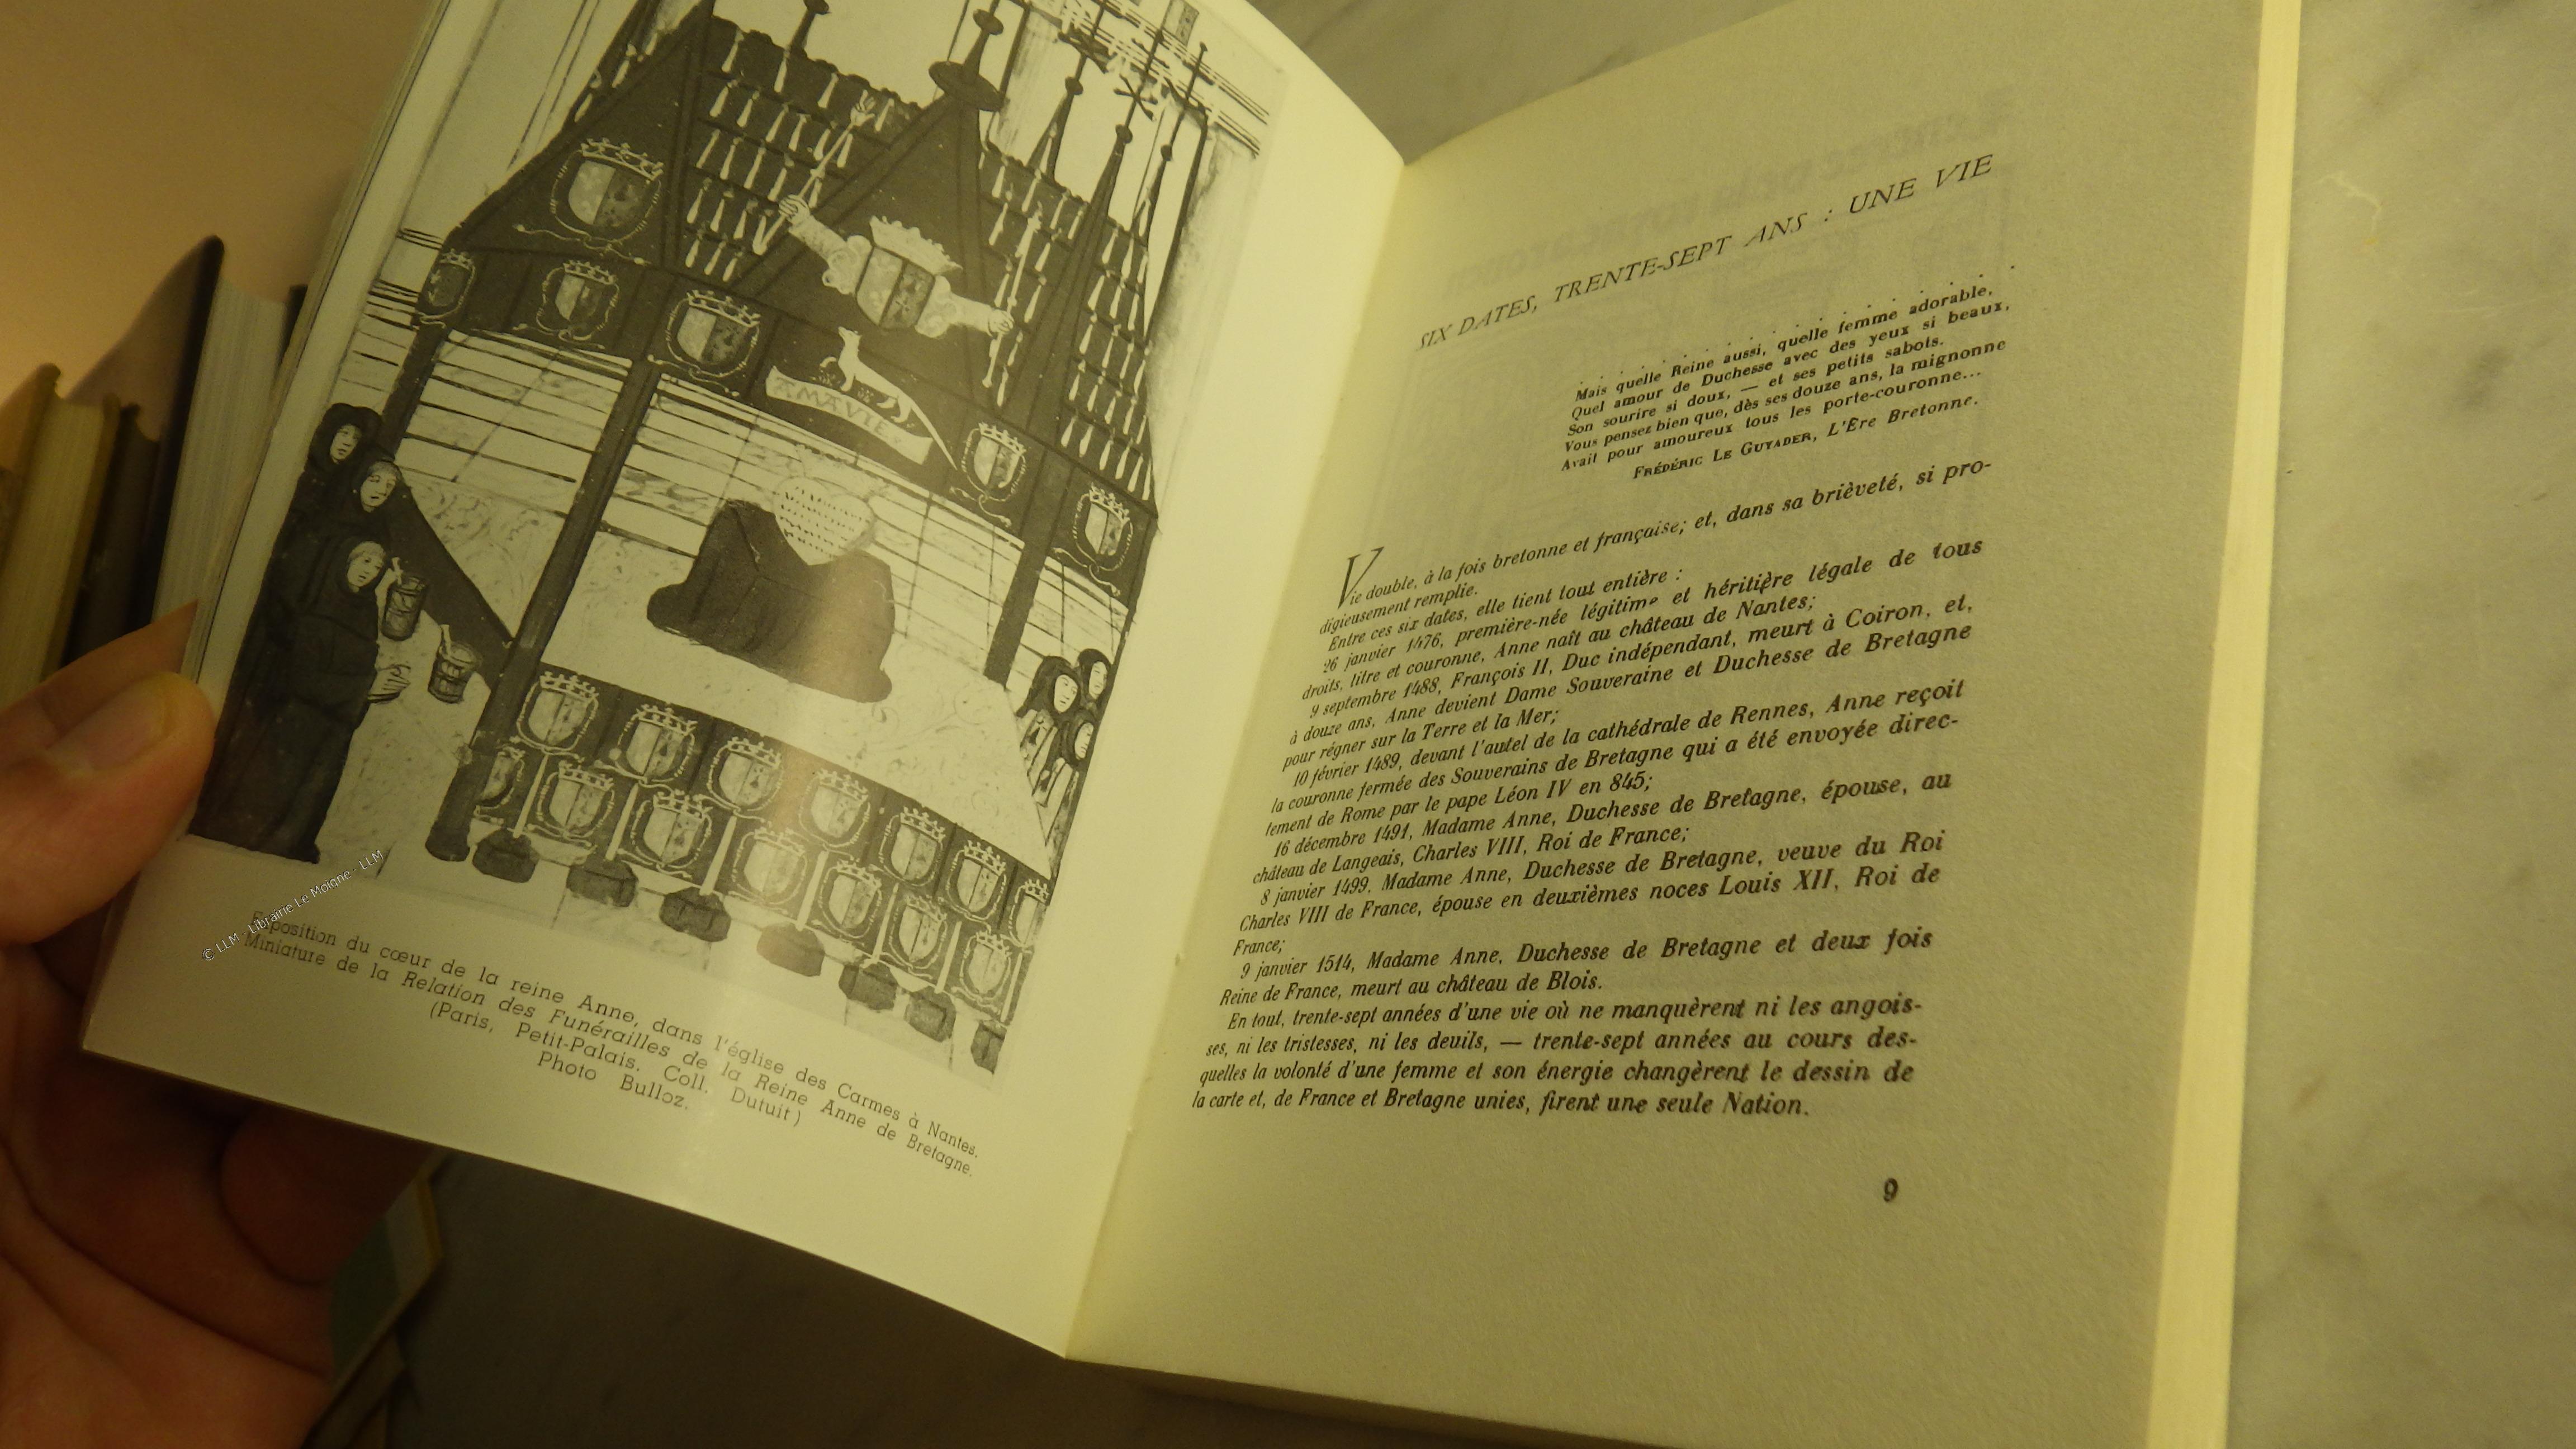 A MA VIE
© LLM - Librairie Le Moigne - LLM
Exposition du cœur de la reine Anne, dans l'église des Carmes à Nantes.
Miniature de la Relation des Funérailles de la Reine Anne de Bretagne.
(Paris, Petit-Palais. Coll. Dutuit)
Photo Bulloz.
SIX DATES, TRENTE-SEPT ANS : UNE VIE
Mais quelle Reine aussi, quelle femme adorable,
Quel amour de Duchesse avec des yeux si beaux,
Son sourire si doux, — et ses petits sabots.
Vous pensez bien que, dès ses douze ans, la mignonne
Avait pour amoureux tous les porte-couronne...
FRÉDÉRIC LE GUYADER, L'Ère Bretonne.
Vie double, à la fois bretonne et française; et, dans sa brièveté, si pro-
digieusement remplie.
Entre ces six dates, elle tient tout entière :
26 janvier 1476, première-née légitime et héritière légale de tous
droits, titre et couronne, Anne naît au château de Nantes;
9 septembre 1488, François II, Duc indépendant, meurt à Coiron, et,
à douze ans, Anne devient Dame Souveraine et Duchesse de Bretagne
pour régner sur la Terre et la Mer;
10 février 1489, devant l'autel de la cathédrale de Rennes, Anne reçoit
la couronne fermée des Souverains de Bretagne qui a été envoyée direc-
tement de Rome par le pape Léon IV en 845;
16 décembre 1491, Madame Anne, Duchesse de Bretagne, épouse, au
château de Langeais, Charles VIII, Roi de France;
8 janvier 1499, Madame Anne, Duchesse de Bretagne, veuve du Roi
Charles VIII de France, épouse en deuxièmes noces Louis XII, Roi de
France;
9 janvier 1514, Madame Anne, Duchesse de Bretagne et deux fois
Reine de France, meurt au château de Blois.
En tout, trente-sept années d'une vie où ne manquèrent ni les angois-
ses, ni les tristesses, ni les deuils, — trente-sept années au cours des-
quelles la volonté d'une femme et son énergie changèrent le dessin de
la carte et, de France et Bretagne unies, firent une seule Nation.
9